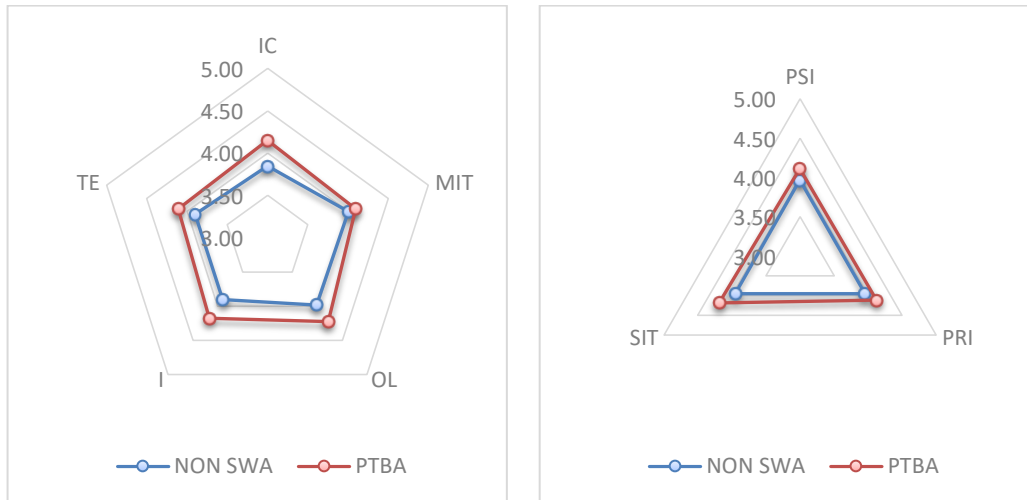 IC
5.00
4.50
4.00
3.50
3.00
TE
MIT
I
OL
NON SWA
PTBA
PSI
5.00
4.50
4.00
3.50
3.00
SIT
PRI
NON SWA
PTBA